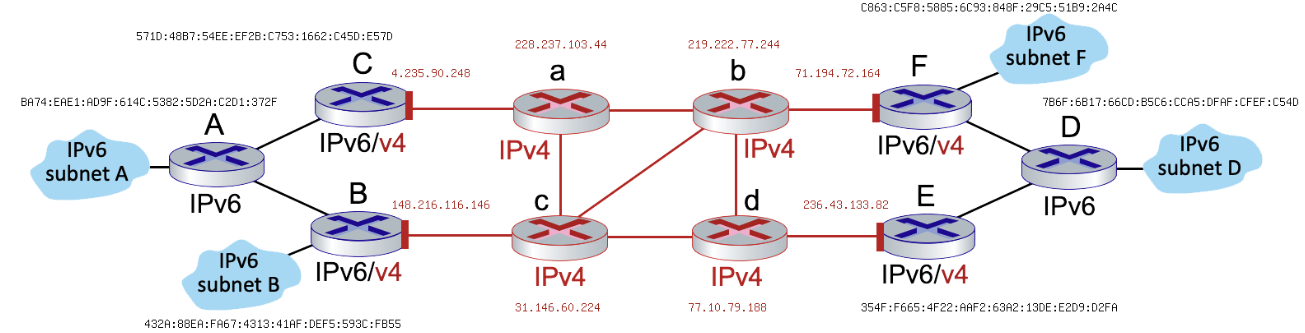 C863:C5F8:5885:6C93:848F:29C5:51B9:2A4C
IPv6
subnet F
571D:48B7:54EE:EF2B:C753:1662:C45D:E57D
228.237.103.44
219.222.77.244
C
4.235.90.248
a
b
71.194.72.164
F
BA74:EAE1:AD9F:614C:5382:5D2A:C2D1:372F
7B6F:6B17:66CD:B5C6:CCA5:DFAF:CFEF:C54D
A
D
IPv6/v4
IPv4
IPv4
IPv6/v4
IPv6
subnet A
IPv6
subnet D
IPv6
IPv6
B
148.216.116.146
c
d
236.43.133.82
E
IPv6
subnet B
IPv6/v4
IPv4
IPv4
IPv6/v4
31.146.60.224
77.10.79.188
354F:F665:4F22:AAF2:63A2:13DE:E2D9:D2FA
432A:88EA:FA67:4313:41AF:DEF5:593C:FB55